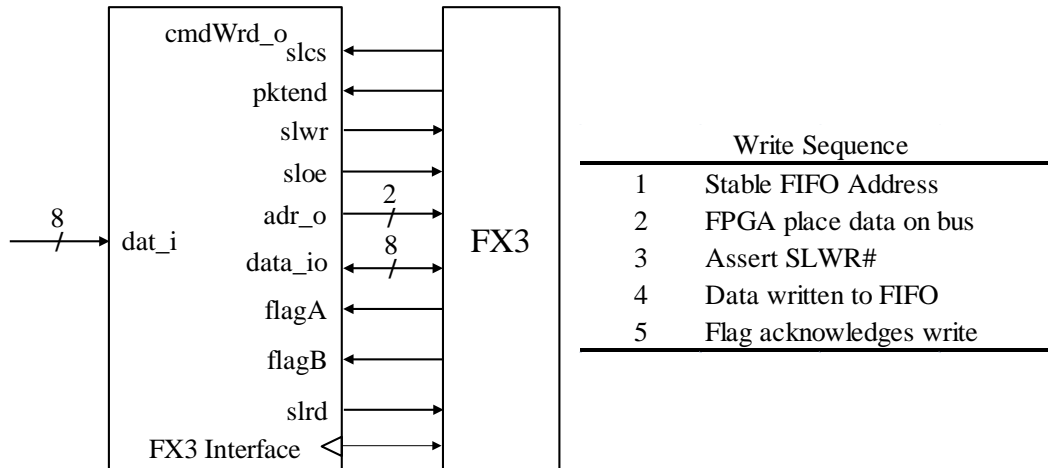 cmdWrd_o
slcs
pktend
slwr
sloe
2
adr_o
8
dat_i
8
data_io
flagA
flagB
slrd
FX3 Interface
FX3
Write Sequence
1 Stable FIFO Address
2 FPGA place data on bus
3 Assert SLWR#
4 Data written to FIFO
5 Flag acknowledges write